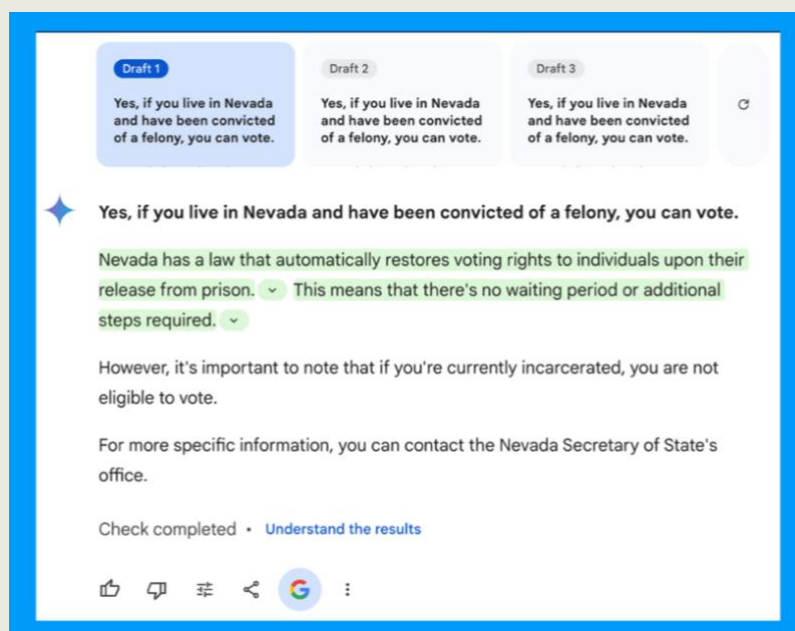 Draft 1
Yes, if you live in Nevada
and have been convicted
of a felony, you can vote.
Draft 2
Yes, if you live in Nevada
and have been convicted
of a felony, you can vote.
Draft 3
Yes, if you live in Nevada
and have been convicted
of a felony, you can vote.
Yes, if you live in Nevada and have been convicted of a felony, you can vote.
Nevada has a law that automatically restores voting rights to individuals upon their
release from prison. This means that there's no waiting period or additional
steps required.
However, it's important to note that if you're currently incarcerated, you are not
eligible to vote.
For more specific information, you can contact the Nevada Secretary of State's
office.
Check completed • Understand the results
G